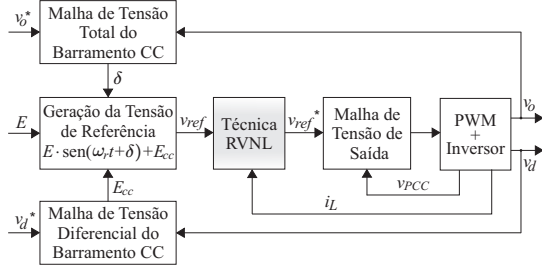 v_o*
Malha de Tensão
Total do
Barramento CC
δ
E
Geração da Tensão
de Referência
E·sen(ω_r t+δ)+E_cc
v_ref
Técnica
RVNL
v_ref*
Malha de
Tensão de
Saída
PWM
+
Inversor
v_o
v_d
v_PCC
i_L
E_cc
v_d*
Malha de Tensão
Diferencial do
Barramento CC